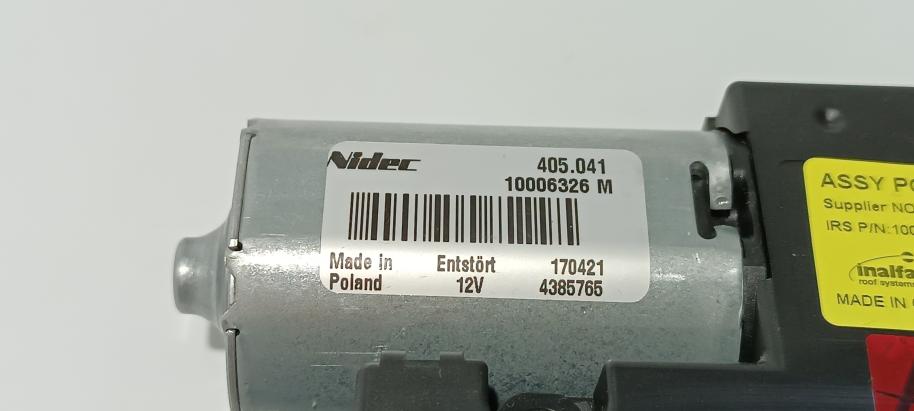 Nidec
405.041
10006326 M
Made in Entstört 170421
Poland 12V 4385765
ASSY
Supplier NO
IRS P/N:100
inalfa
roof systems
MADE IN